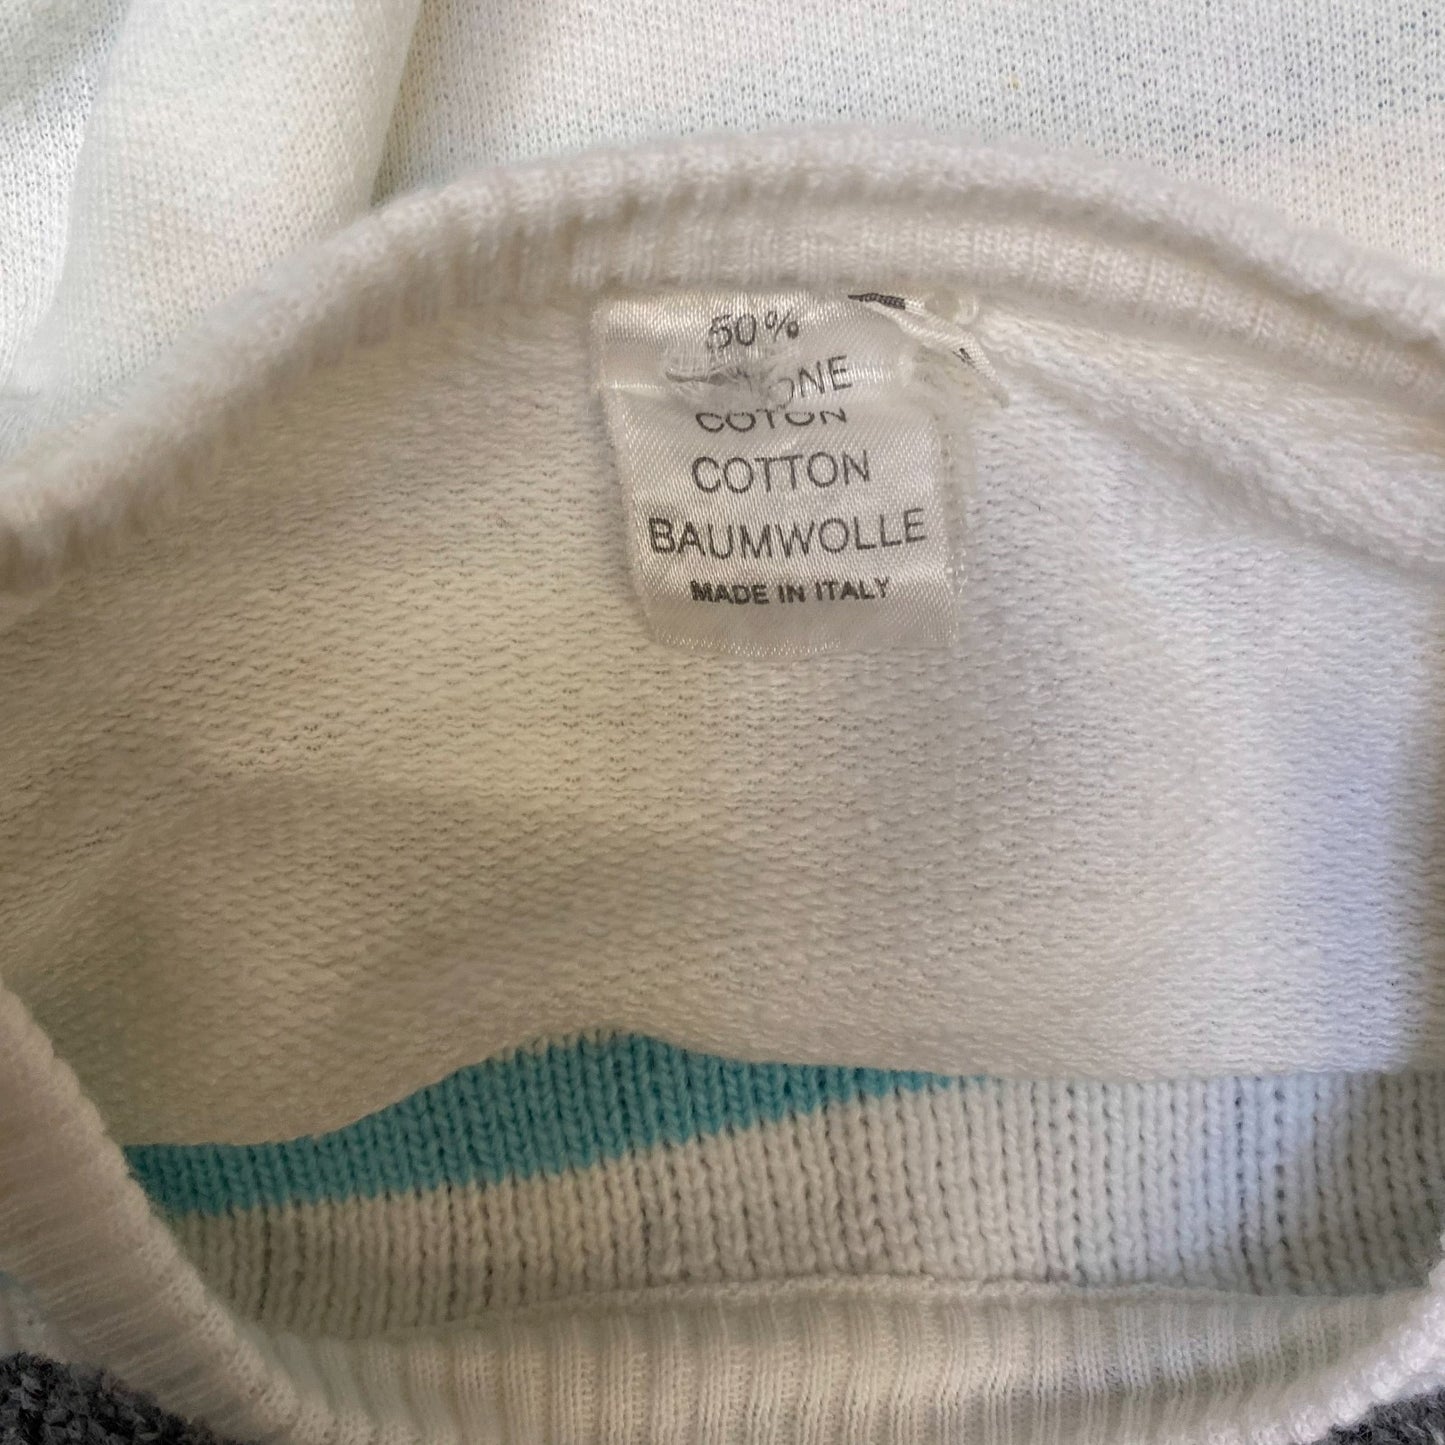 50%
COTON
COTTON
BAUMWOLLE
MADE IN ITALY